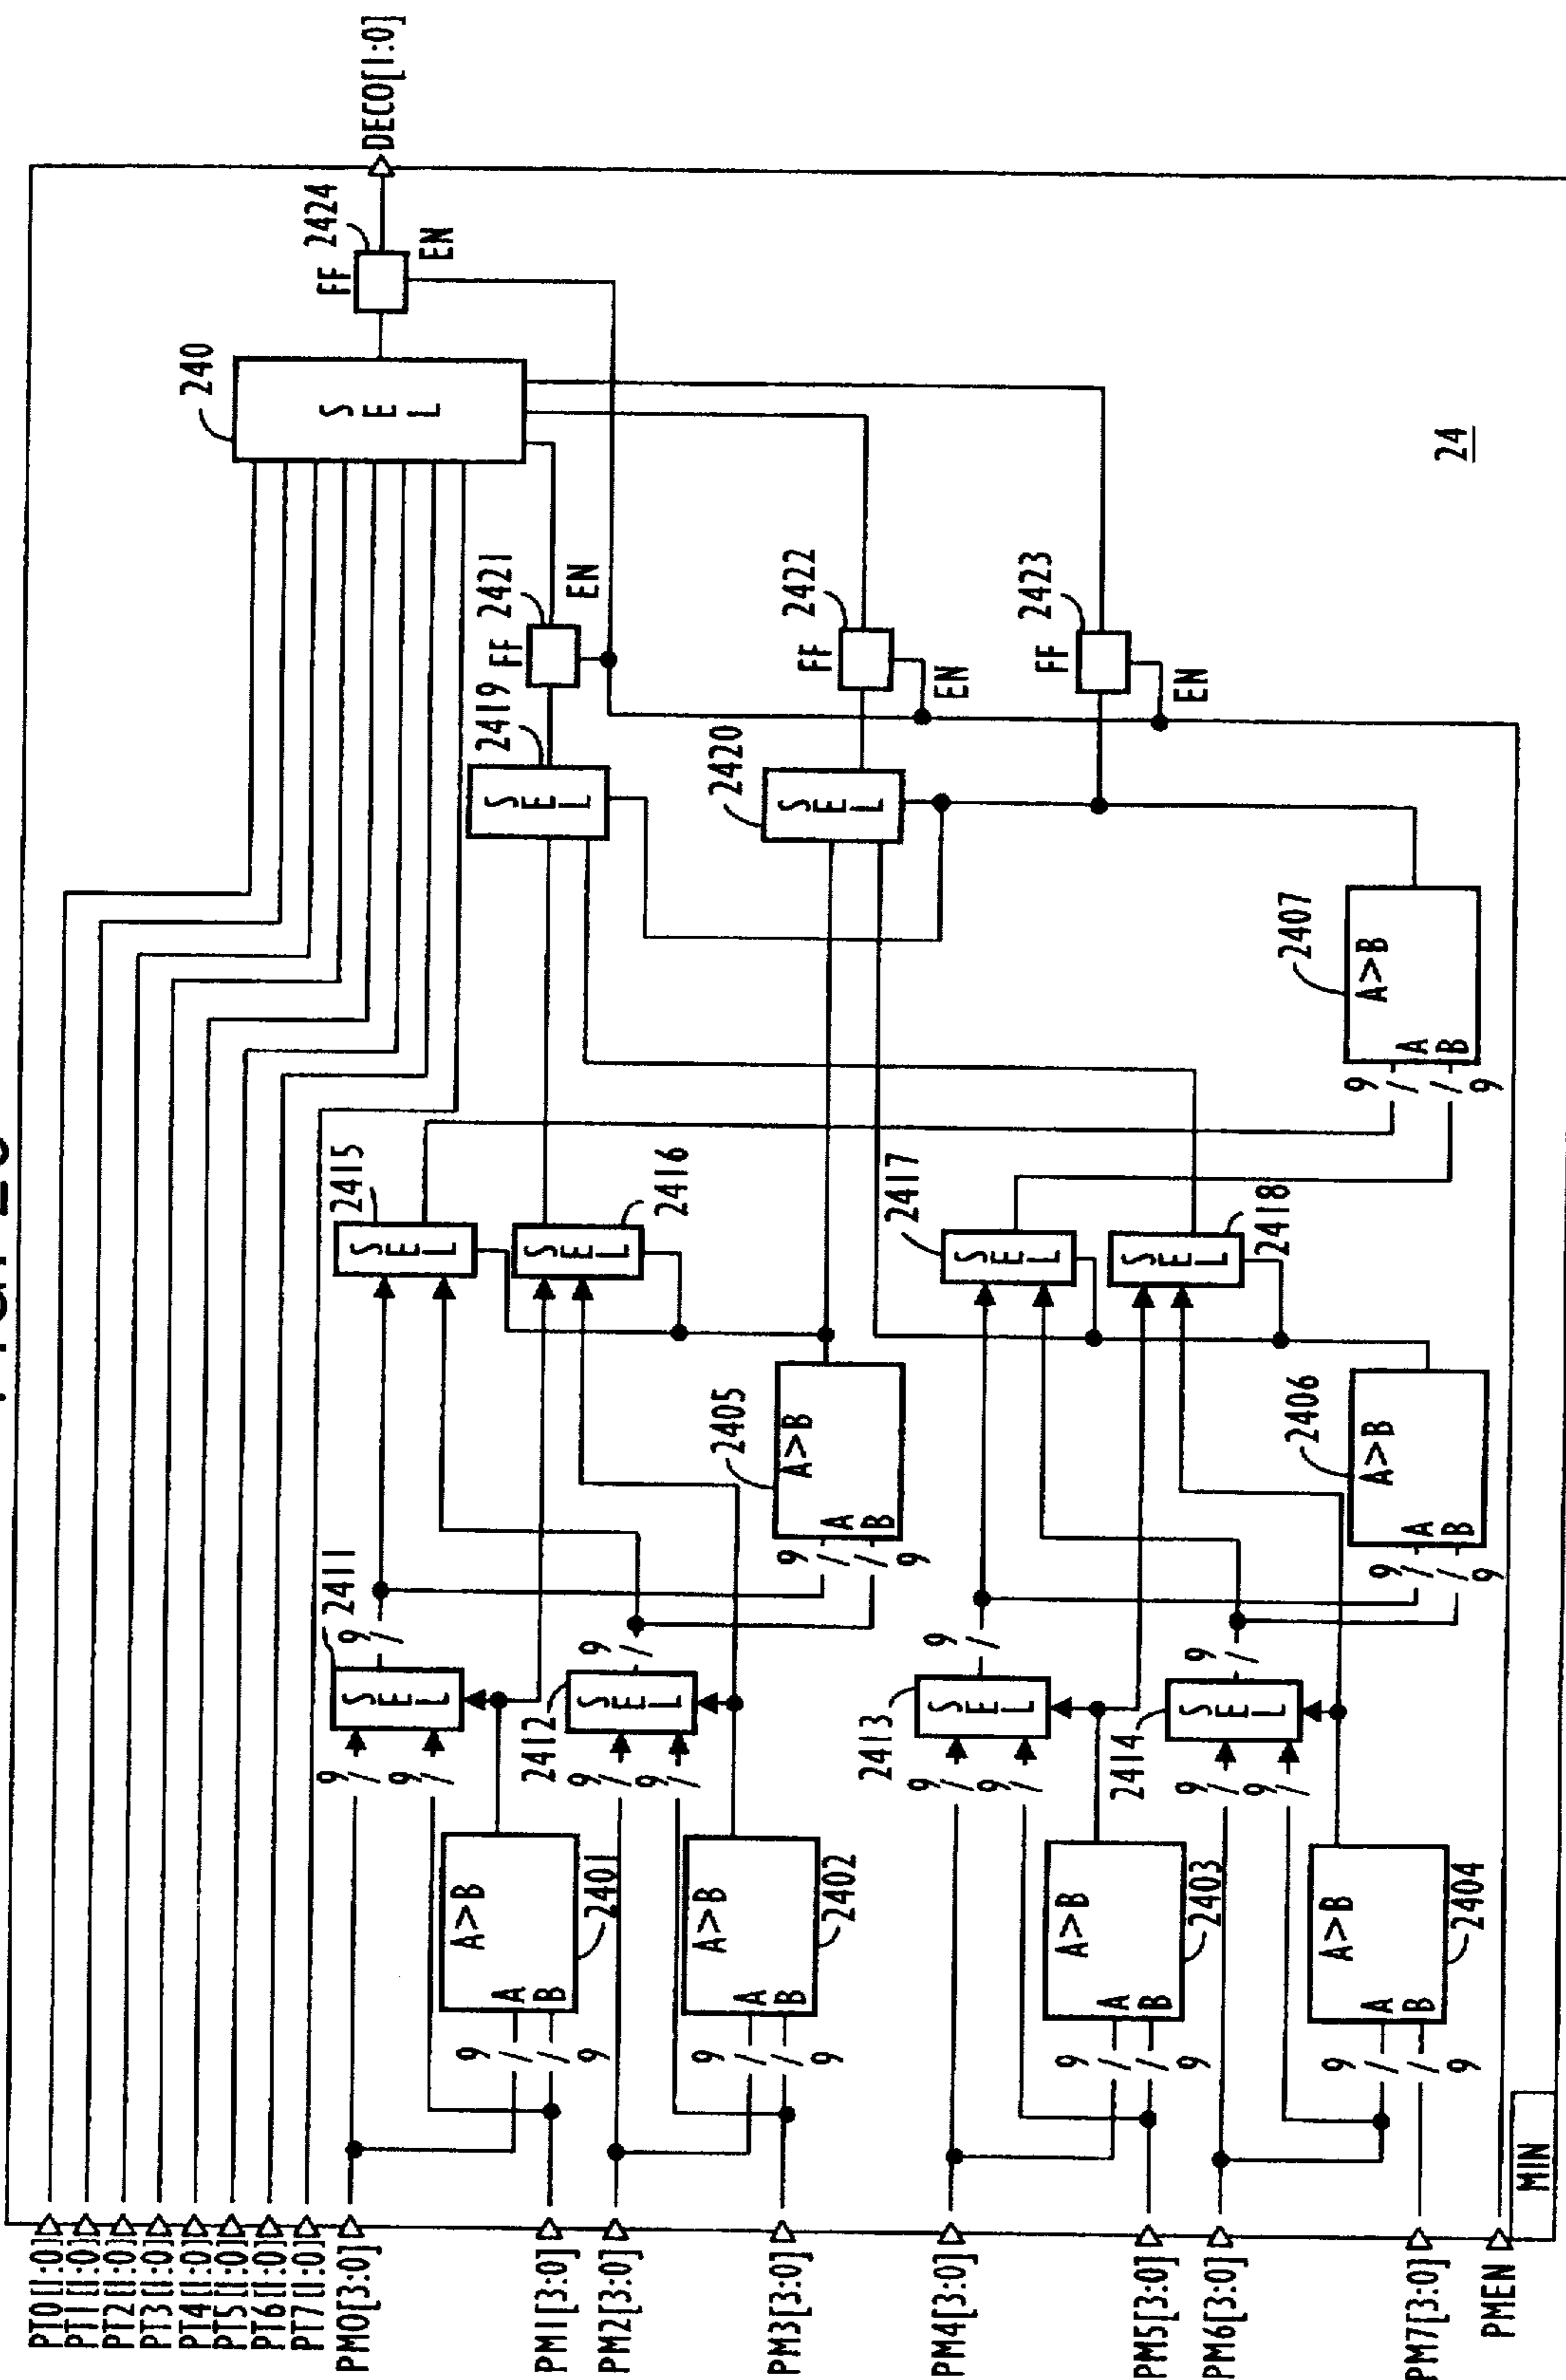 PT0[1:0]
PT1[1:0]
PT2[1:0]
PT3[1:0]
PT4[1:0]
PT5[1:0]
PT6[1:0]
PT7[1:0]
PM0[3:0]
PM1[3:0]
PM2[3:0]
PM3[3:0]
PM4[3:0]
PM5[3:0]
PM6[3:0]
PM7[3:0]
PMEN
MIN
9
9
A
B
A>B
2401
9
9
A
B
A>B
2402
9
9
A
B
A>B
2403
9
9
A
B
A>B
2404
9
9
SEL
2411
9
9
9
SEL
2412
9
9
9
SEL
2413
9
9
9
SEL
2414
9
9
9
A
B
A>B
2405
9
9
A
B
A>B
2406
SEL
2415
SEL
2416
SEL
2417
SEL
2418
9
9
A
B
A>B
2407
SEL
2419
SEL
2420
FF
2421
EN
FF
2422
EN
FF
2423
EN
SEL
240
FF
2424
EN
DECO[1:0]
24